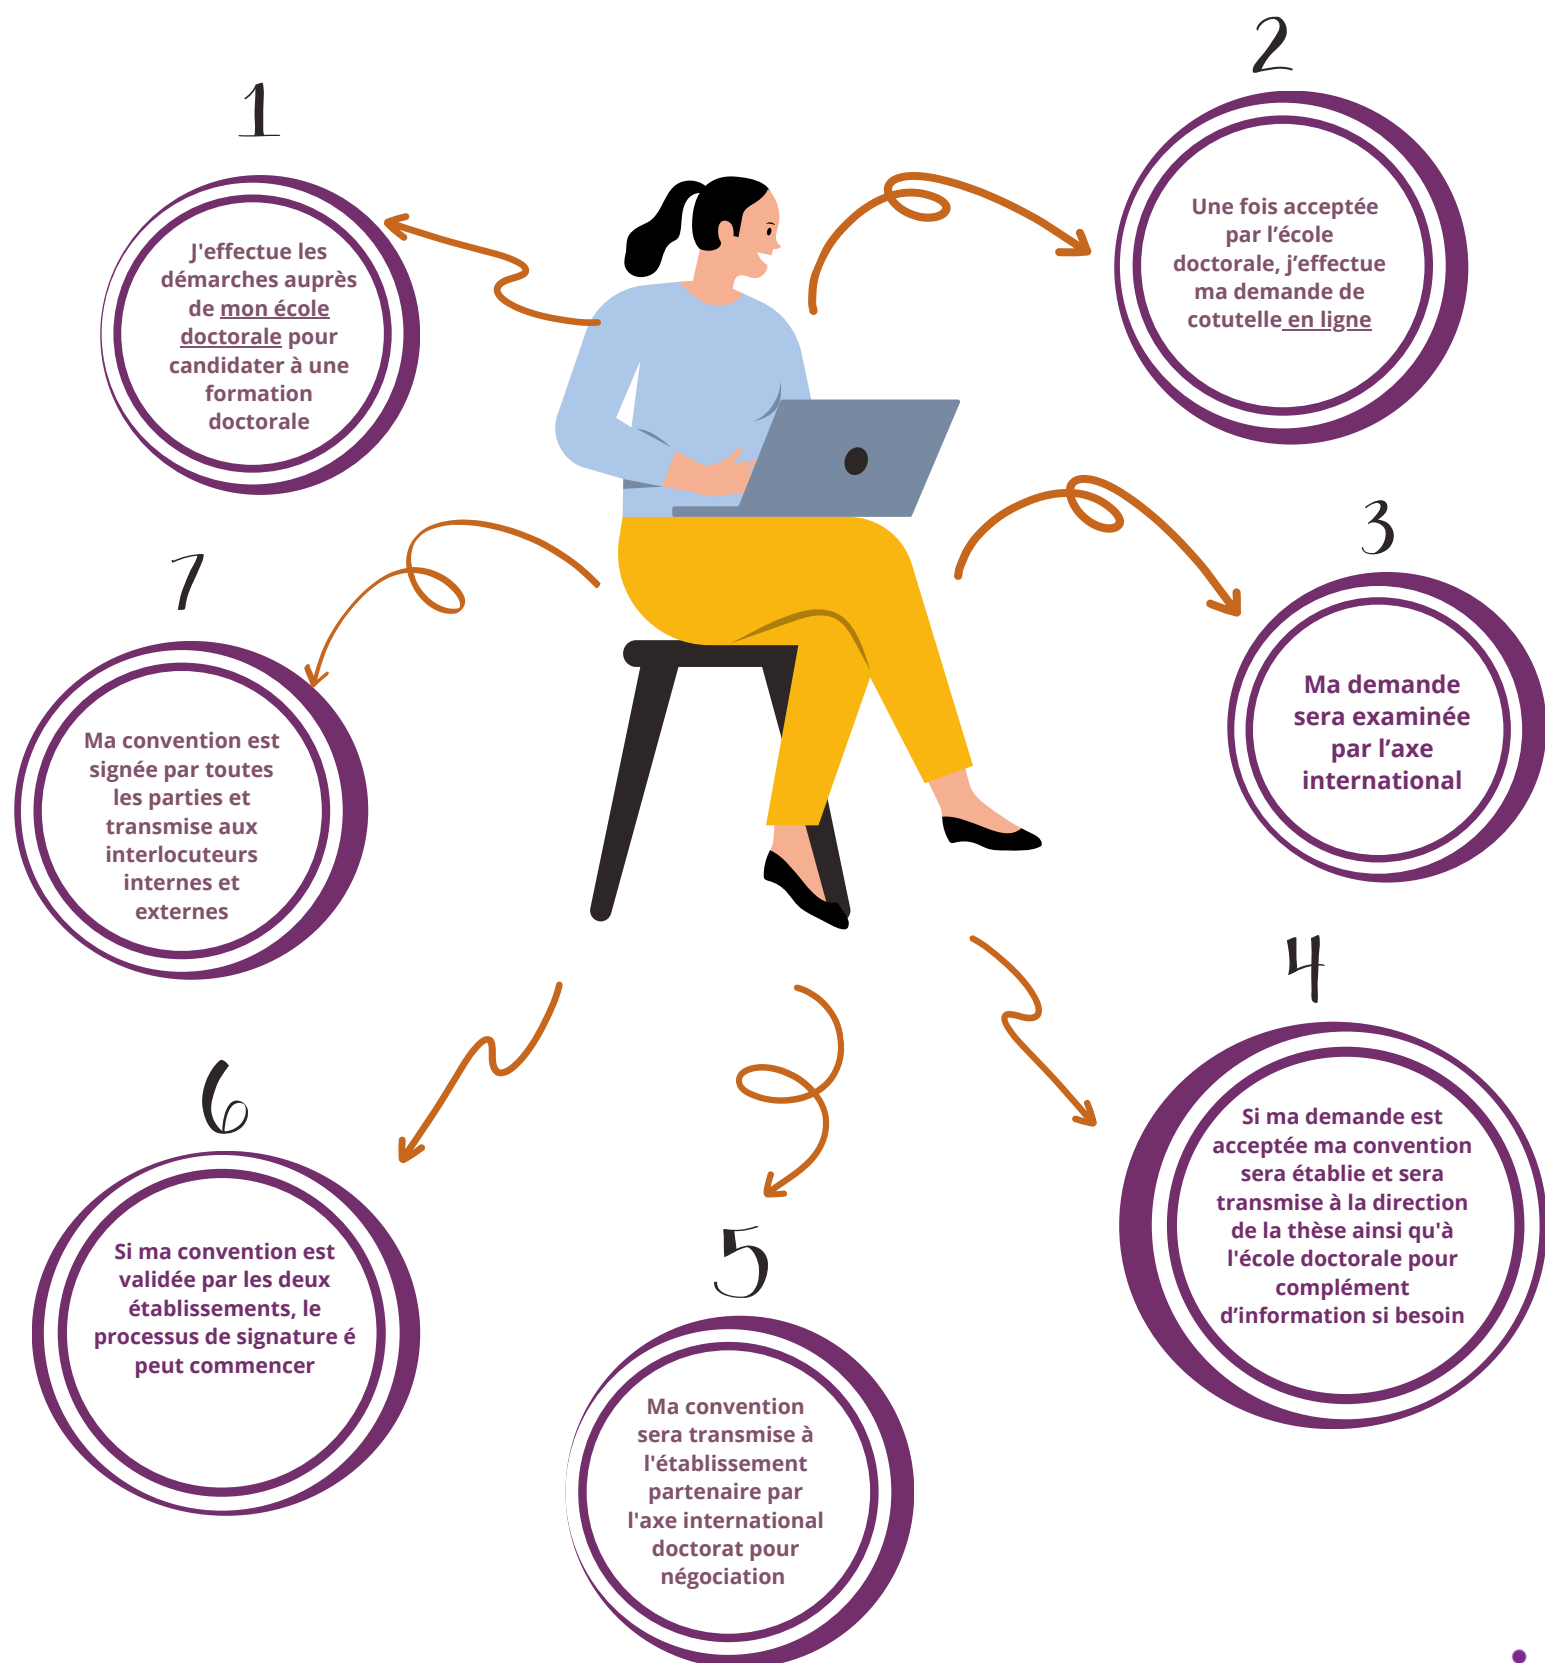 1
J'effectue les
démarches auprès
de mon école
doctorale pour
candidater à une
formation
doctorale
2
Une fois acceptée
par l’école
doctorale, j’effectue
ma demande de
cotutelle en ligne
3
Ma demande
sera examinée
par l’axe
international
4
Si ma demande est
acceptée ma convention
sera établie et sera
transmise à la direction
de la thèse ainsi qu'à
l'école doctorale pour
complément
d’information si besoin
5
Ma convention
sera transmise à
l'établissement
partenaire par
l'axe international
doctorat pour
négociation
6
Si ma convention est
validée par les deux
établissements, le
processus de signature é
peut commencer
7
Ma convention est
signée par toutes
les parties et
transmise aux
interlocuteurs
internes et
externes